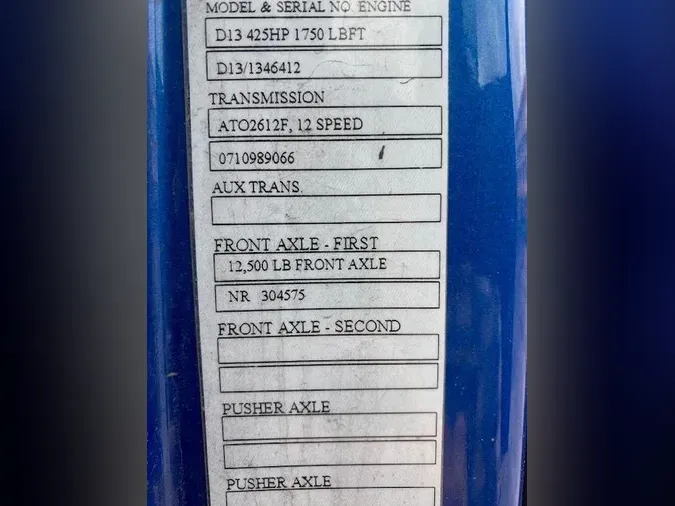 MODEL & SERIAL NO. ENGINE
D13 425HP 1750 LBFT
D13/1346412
TRANSMISSION
ATO2612F, 12 SPEED
0710989066
AUX TRANS.
FRONT AXLE - FIRST
12,500 LB FRONT AXLE
NR 304575
FRONT AXLE - SECOND
PUSHER AXLE
PUSHER AXLE